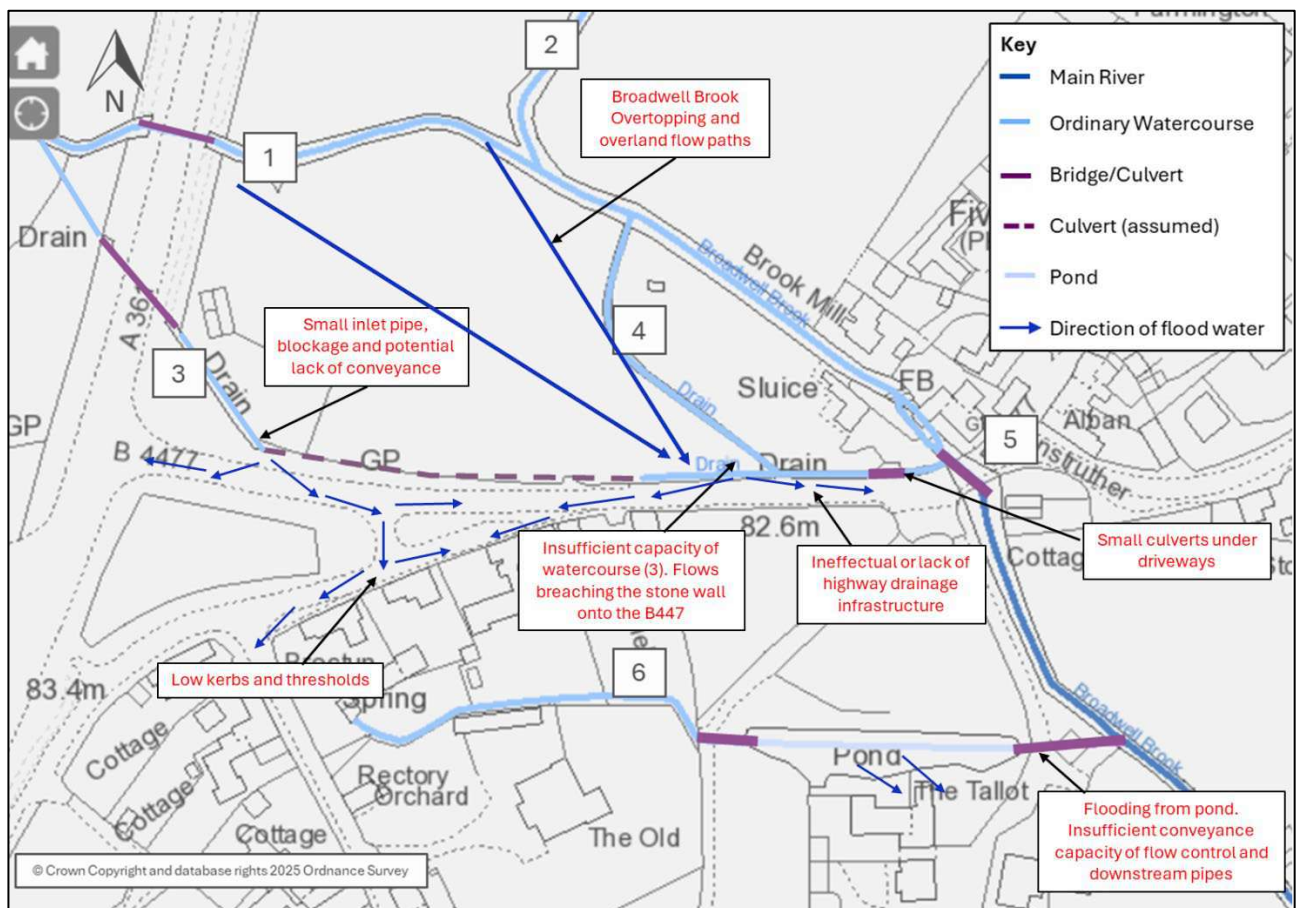 2
Key
Main River
Ordinary Watercourse
Bridge/Culvert
Culvert (assumed)
Pond
Direction of flood water
N
Broadwell Brook
Overtopping and
overland flow paths
1
Drain
A 36
Broadwell Brook
Brook Mill
4
Small inlet pipe,
blockage and potential
lack of conveyance
3
Drain
Drain
Sluice
FB
Alban
5
GP
B 4477
GP
Drain
Drain
82.6m
Cottag
Small culverts under
driveways
Insufficient capacity of
watercourse (3). Flows
breaching the stone wall
onto the B447
Ineffectual or lack of
highway drainage
infrastructure
Low kerbs and thresholds
83.4m
Spring
6
Broadwell Brook
Cottage
Cottage
Cottage
Rectory
Orchard
The Old
Pond
The Tallot
Flooding from pond.
Insufficient conveyance
capacity of flow control and
downstream pipes
© Crown Copyright and database rights 2025 Ordnance Survey